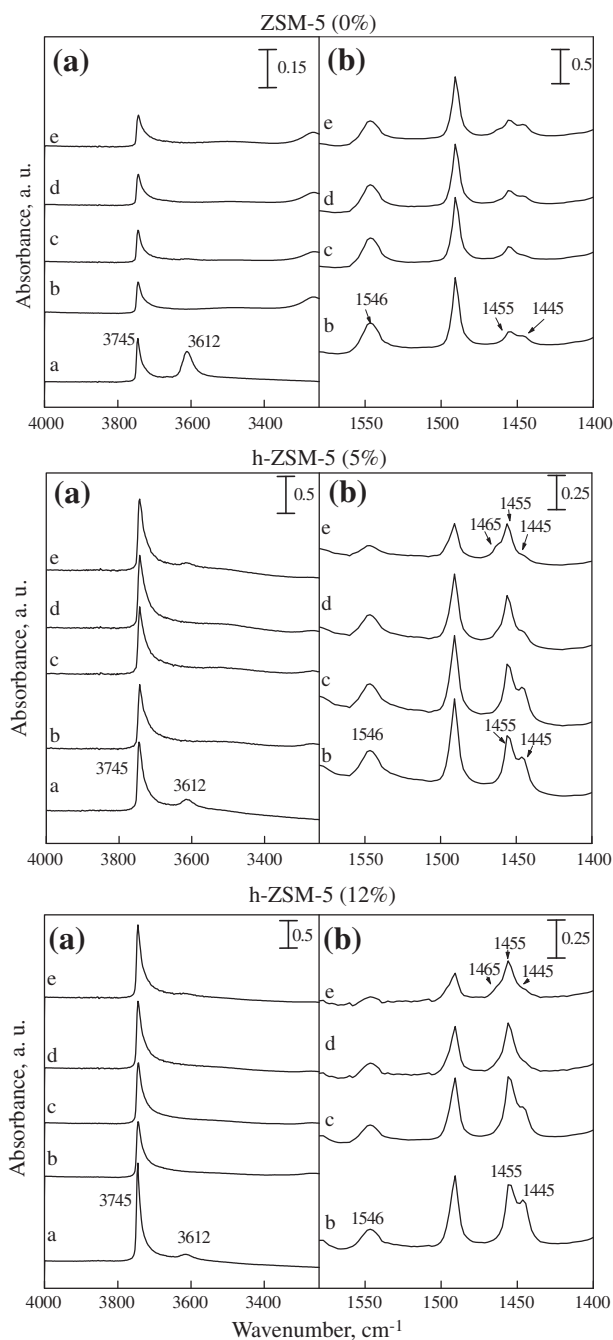 ZSM-5 (0%)
(a)
0.15
e
d
c
b
a
3745
3612
4000 3800 3600 3400
(b)
0.5
e
d
c
b
1546
1455
1445
1550 1500 1450 1400
Absorbance, a. u.
h-ZSM-5 (5%)
(a)
0.5
e
d
c
b
a
3745
3612
4000 3800 3600 3400
(b)
0.25
1455
1465
1445
e
d
c
b
1546
1455
1445
1550 1500 1450 1400
Absorbance, a. u.
h-ZSM-5 (12%)
(a)
0.5
e
d
c
b
a
3745
3612
4000 3800 3600 3400
(b)
0.25
1455
1465
1445
e
d
c
b
1546
1455
1445
1550 1500 1450 1400
Absorbance, a. u.
Wavenumber, cm-1